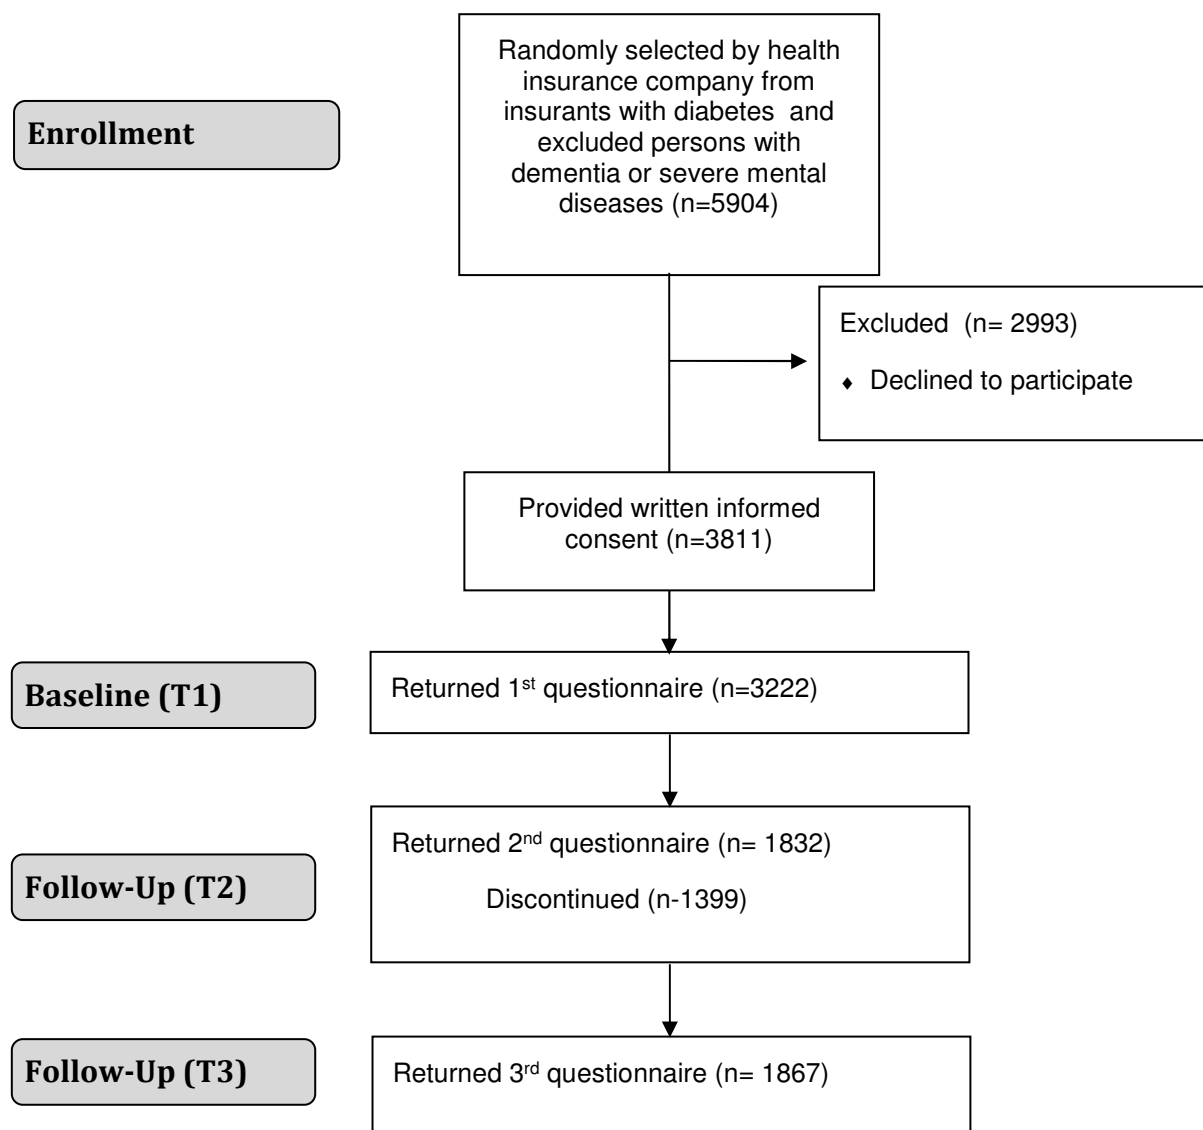 Randomly selected by health
insurance company from
insurants with diabetes and
excluded persons with
dementia or severe mental
diseases (n=5904)
Enrollment
Excluded (n= 2993)
♦ Declined to participate
Provided written informed
consent (n=3811)
Baseline (T1)
Returned 1st questionnaire (n=3222)
Returned 2nd questionnaire (n= 1832)
Follow-Up (T2)
Discontinued (n-1399)
Follow-Up (T3)
Returned 3rd questionnaire (n= 1867)